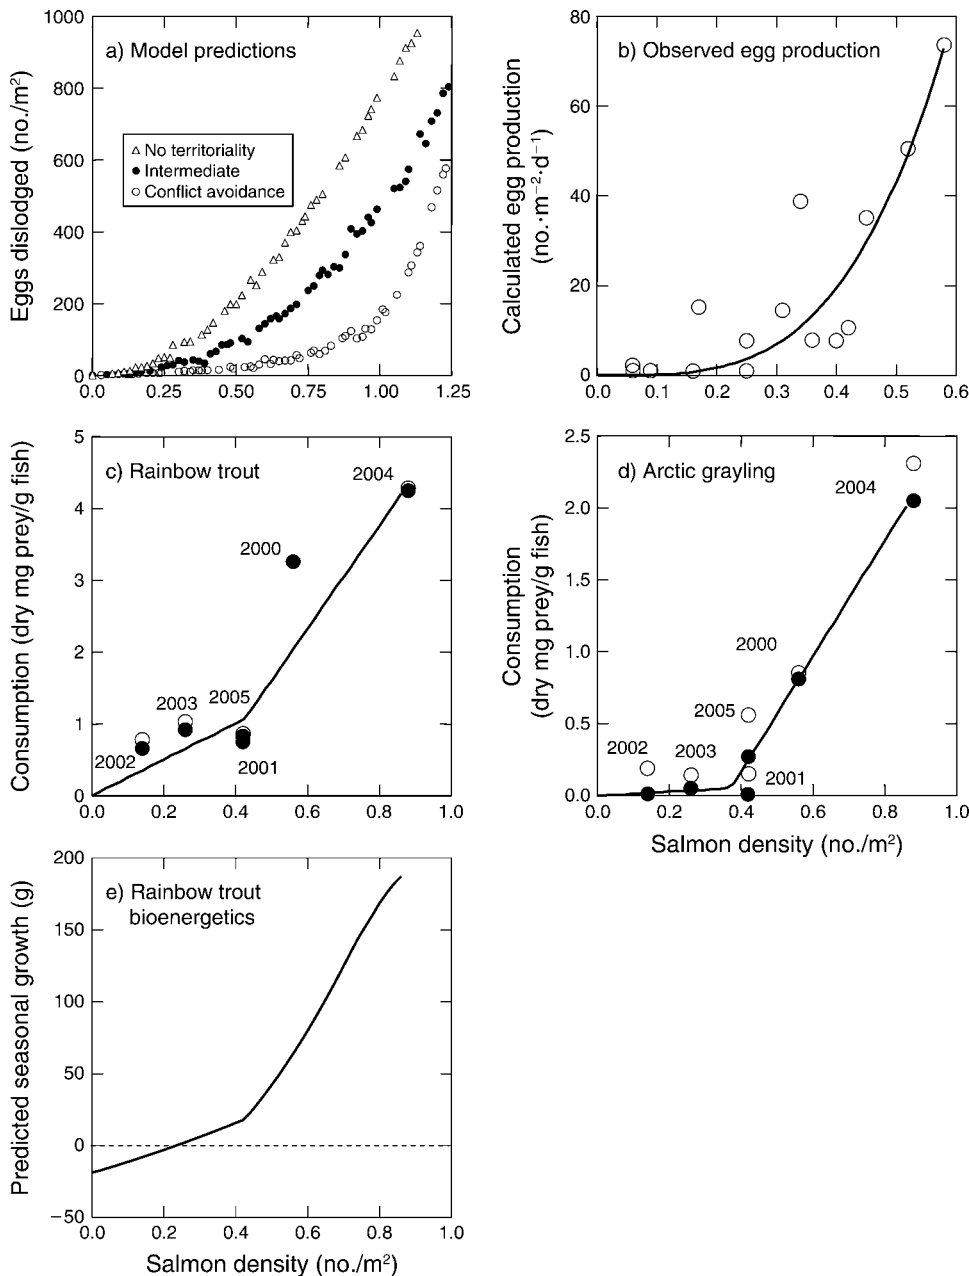 a) Model predictions
Eggs dislodged (no./m²)
1000
800
600
400
200
0
△ No territoriality
● Intermediate
○ Conflict avoidance
0.0 0.25 0.50 0.75 1.00 1.25
b) Observed egg production
Calculated egg production
(no.·m⁻²·d⁻¹)
80
60
40
20
0
0.0 0.1 0.2 0.3 0.4 0.5 0.6
c) Rainbow trout
Consumption (dry mg prey/g fish)
5
4
3
2
1
0
2004
2000
2003
2005
2002
2001
0.0 0.2 0.4 0.6 0.8 1.0
d) Arctic grayling
Consumption
(dry mg prey/g fish)
2.5
2.0
1.5
1.0
0.5
0.0
2004
2000
2005
2002
2003
2001
0.0 0.2 0.4 0.6 0.8 1.0
Salmon density (no./m²)
e) Rainbow trout
bioenergetics
Predicted seasonal growth (g)
200
150
100
50
0
−50
0.0 0.2 0.4 0.6 0.8 1.0
Salmon density (no./m²)